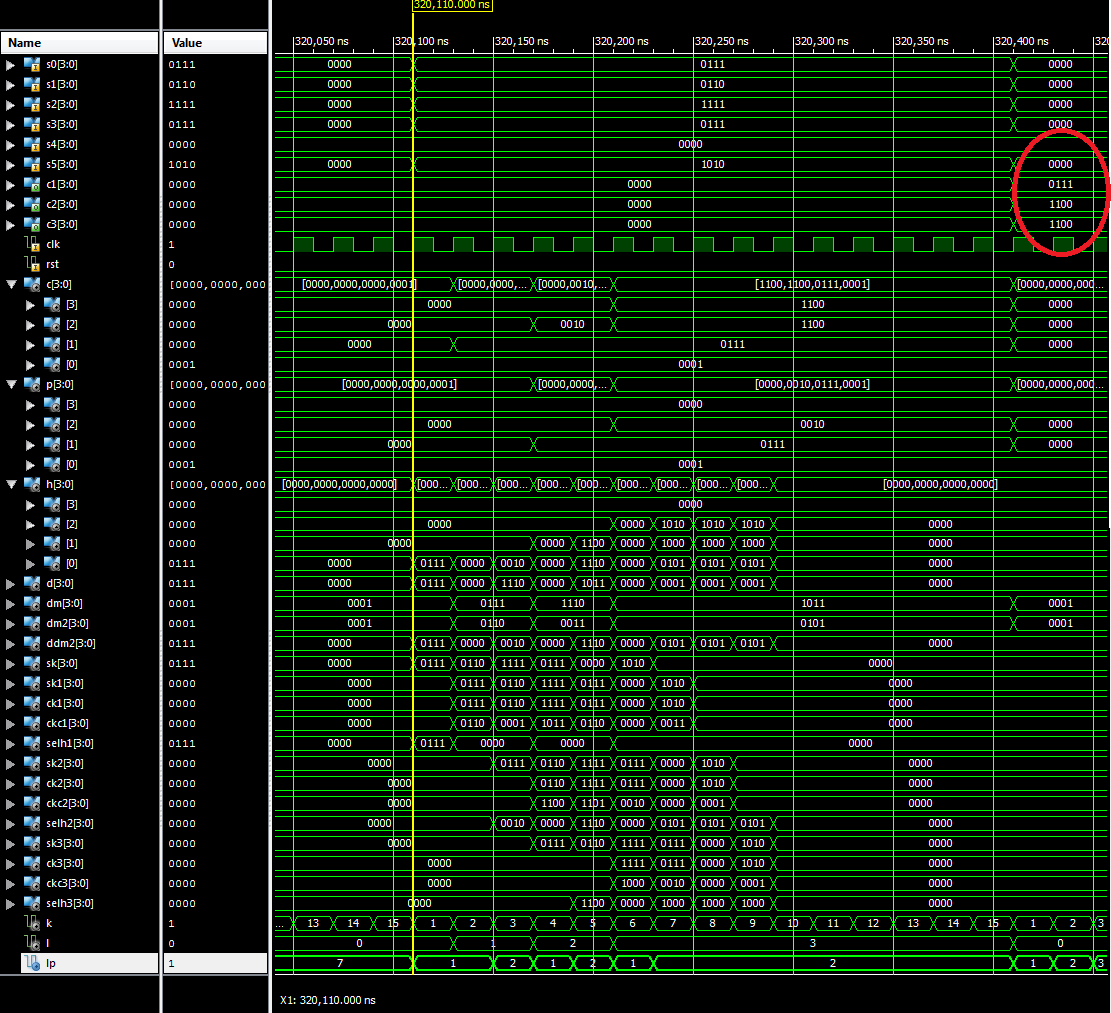 320,110.000 ns
Name Value 320,050 ns 320,100 ns 320,150 ns 320,200 ns 320,250 ns 320,300 ns 320,350 ns 320,400 ns 320
s0[3:0] 0111 0000 0111 0000
s1[3:0] 0110 0000 0110 0000
s2[3:0] 1111 0000 1111 0000
s3[3:0] 0111 0000 0111 0000
s4[3:0] 0000 0000
s5[3:0] 1010 0000 1010 0000
c1[3:0] 0000 0000 0111
c2[3:0] 0000 0000 1100
c3[3:0] 0000 0000 1100
clk 1
rst 0
c[3:0] [0000,0000,000 [0000,0000,0000,0001] [0000,0000,... [0000,0010,... [1100,1100,0111,0001] [0000,0000,000...
[3] 0000 0000 1100 0000
[2] 0000 0000 0010 1100 0000
[1] 0000 0000 0111 0000
[0] 0001 0001
p[3:0] [0000,0000,000 [0000,0000,0000,0001] [0000,0000,... [0000,0010,0111,0001] [0000,0000,000...
[3] 0000 0000
[2] 0000 0000 0010 0000
[1] 0000 0000 0111 0000
[0] 0001 0001
h[3:0] [0000,0000,000 [0000,0000,0000,0000] [000... [000... [000... [000... [000... [000... [000... [000... [000... [0000,0000,0000,0000]
[3] 0000 0000
[2] 0000 0000 0000 1010 1010 1010 0000
[1] 0000 0000 0000 1100 0000 1000 1000 1000 0000
[0] 0111 0000 0111 0000 0010 0000 1110 0000 0101 0101 0101 0000
d[3:0] 0111 0000 0111 0000 1110 0000 1011 0000 0001 0001 0001 0000
dm[3:0] 0001 0001 0111 1110 1011 0001
dm2[3:0] 0001 0001 0110 0011 0101 0001
ddm2[3:0] 0111 0000 0111 0000 0010 0000 1110 0000 0101 0101 0101 0000
sk[3:0] 0111 0000 0111 0110 1111 0111 0000 1010 0000
sk1[3:0] 0000 0000 0111 0110 1111 0111 0000 1010 0000
ck1[3:0] 0000 0000 0111 0110 1111 0111 0000 1010 0000
ckc1[3:0] 0000 0000 0110 0001 1011 0110 0000 0011 0000
selh1[3:0] 0111 0000 0111 0000 0000 0000
sk2[3:0] 0000 0000 0111 0110 1111 0111 0000 1010 0000
ck2[3:0] 0000 0000 0110 1111 0111 0000 1010 0000
ckc2[3:0] 0000 0000 1100 1101 0010 0000 0001 0000
selh2[3:0] 0000 0000 0010 0000 1110 0000 0101 0101 0101 0000
sk3[3:0] 0000 0000 0111 0110 1111 0111 0000 1010 0000
ck3[3:0] 0000 0000 1111 0111 0000 1010 0000
ckc3[3:0] 0000 0000 1000 0010 0000 0001 0000
selh3[3:0] 0000 0000 1100 0000 1000 1000 1000 0000
k 1 ... 13 14 15 1 2 3 4 5 6 7 8 9 10 11 12 13 14 15 1 2 3
l 0 0 1 2 3 0
lp 1 7 1 2 1 2 1 2 1 2 3
X1: 320,110.000 ns